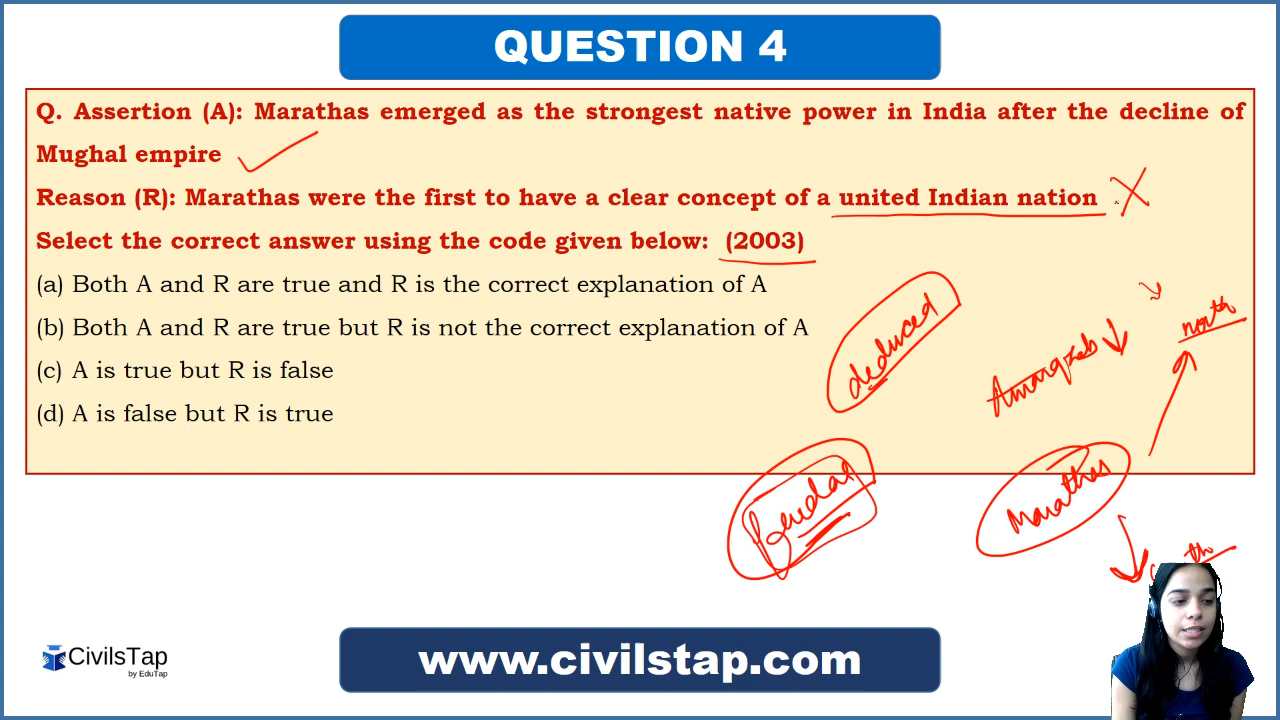 QUESTION 4
Q. Assertion (A): Marathas emerged as the strongest native power in India after the decline of
Mughal empire
Reason (R): Marathas were the first to have a clear concept of a united Indian nation
Select the correct answer using the code given below: (2003)
(a) Both A and R are true and R is the correct explanation of A
(b) Both A and R are true but R is not the correct explanation of A
(c) A is true but R is false
(d) A is false but R is true
deduced
north
Marathas
CivilsTap
by EduTap
www.civilstap.com